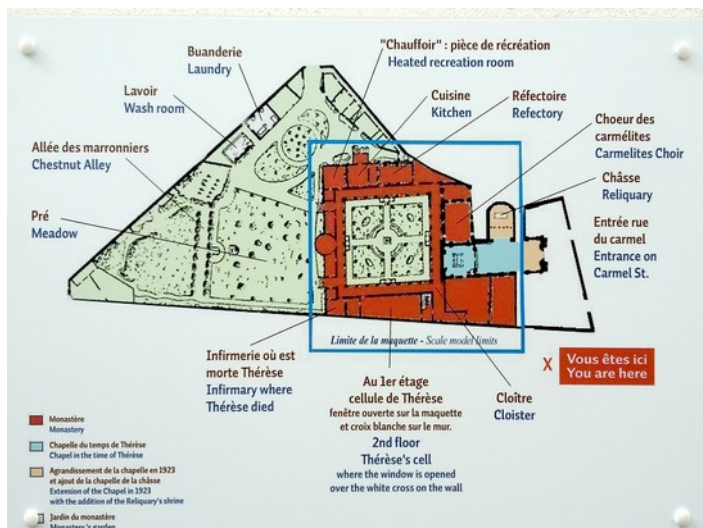 "Chauffoir" : pièce de récréation
Heated recreation room
Buanderie
Laundry
Cuisine
Kitchen
Réfectoire
Refectory
Lavoir
Wash room
Choeur des
carmélites
Carmelites Choir
Allée des marronniers
Chestnut Alley
Châsse
Reliquary
Pré
Meadow
Entrée rue
du carmel
Entrance on
Carmel St.
Limite de la maquette - Scale model limits
Infirmerie où est
morte Thérèse
Infirmary where
Thérèse died
Au 1er étage
cellule de Thérèse
fenêtre ouverte sur la maquette
et croix blanche sur le mur.
2nd floor
Thérèse's cell
where the window is opened
over the white cross on the wall
Cloître
Cloister
X
Vous êtes ici
You are here
Monastère
Monastery
Chapelle du temps de Thérèse
Chapel in the time of Thérèse
Agrandissement de la chapelle en 1923
et ajout de la chapelle de la châsse
Extension of the Chapel in 1923
with the addition of the Reliquary's shrine
Jardin du monastère
Monastery's garden